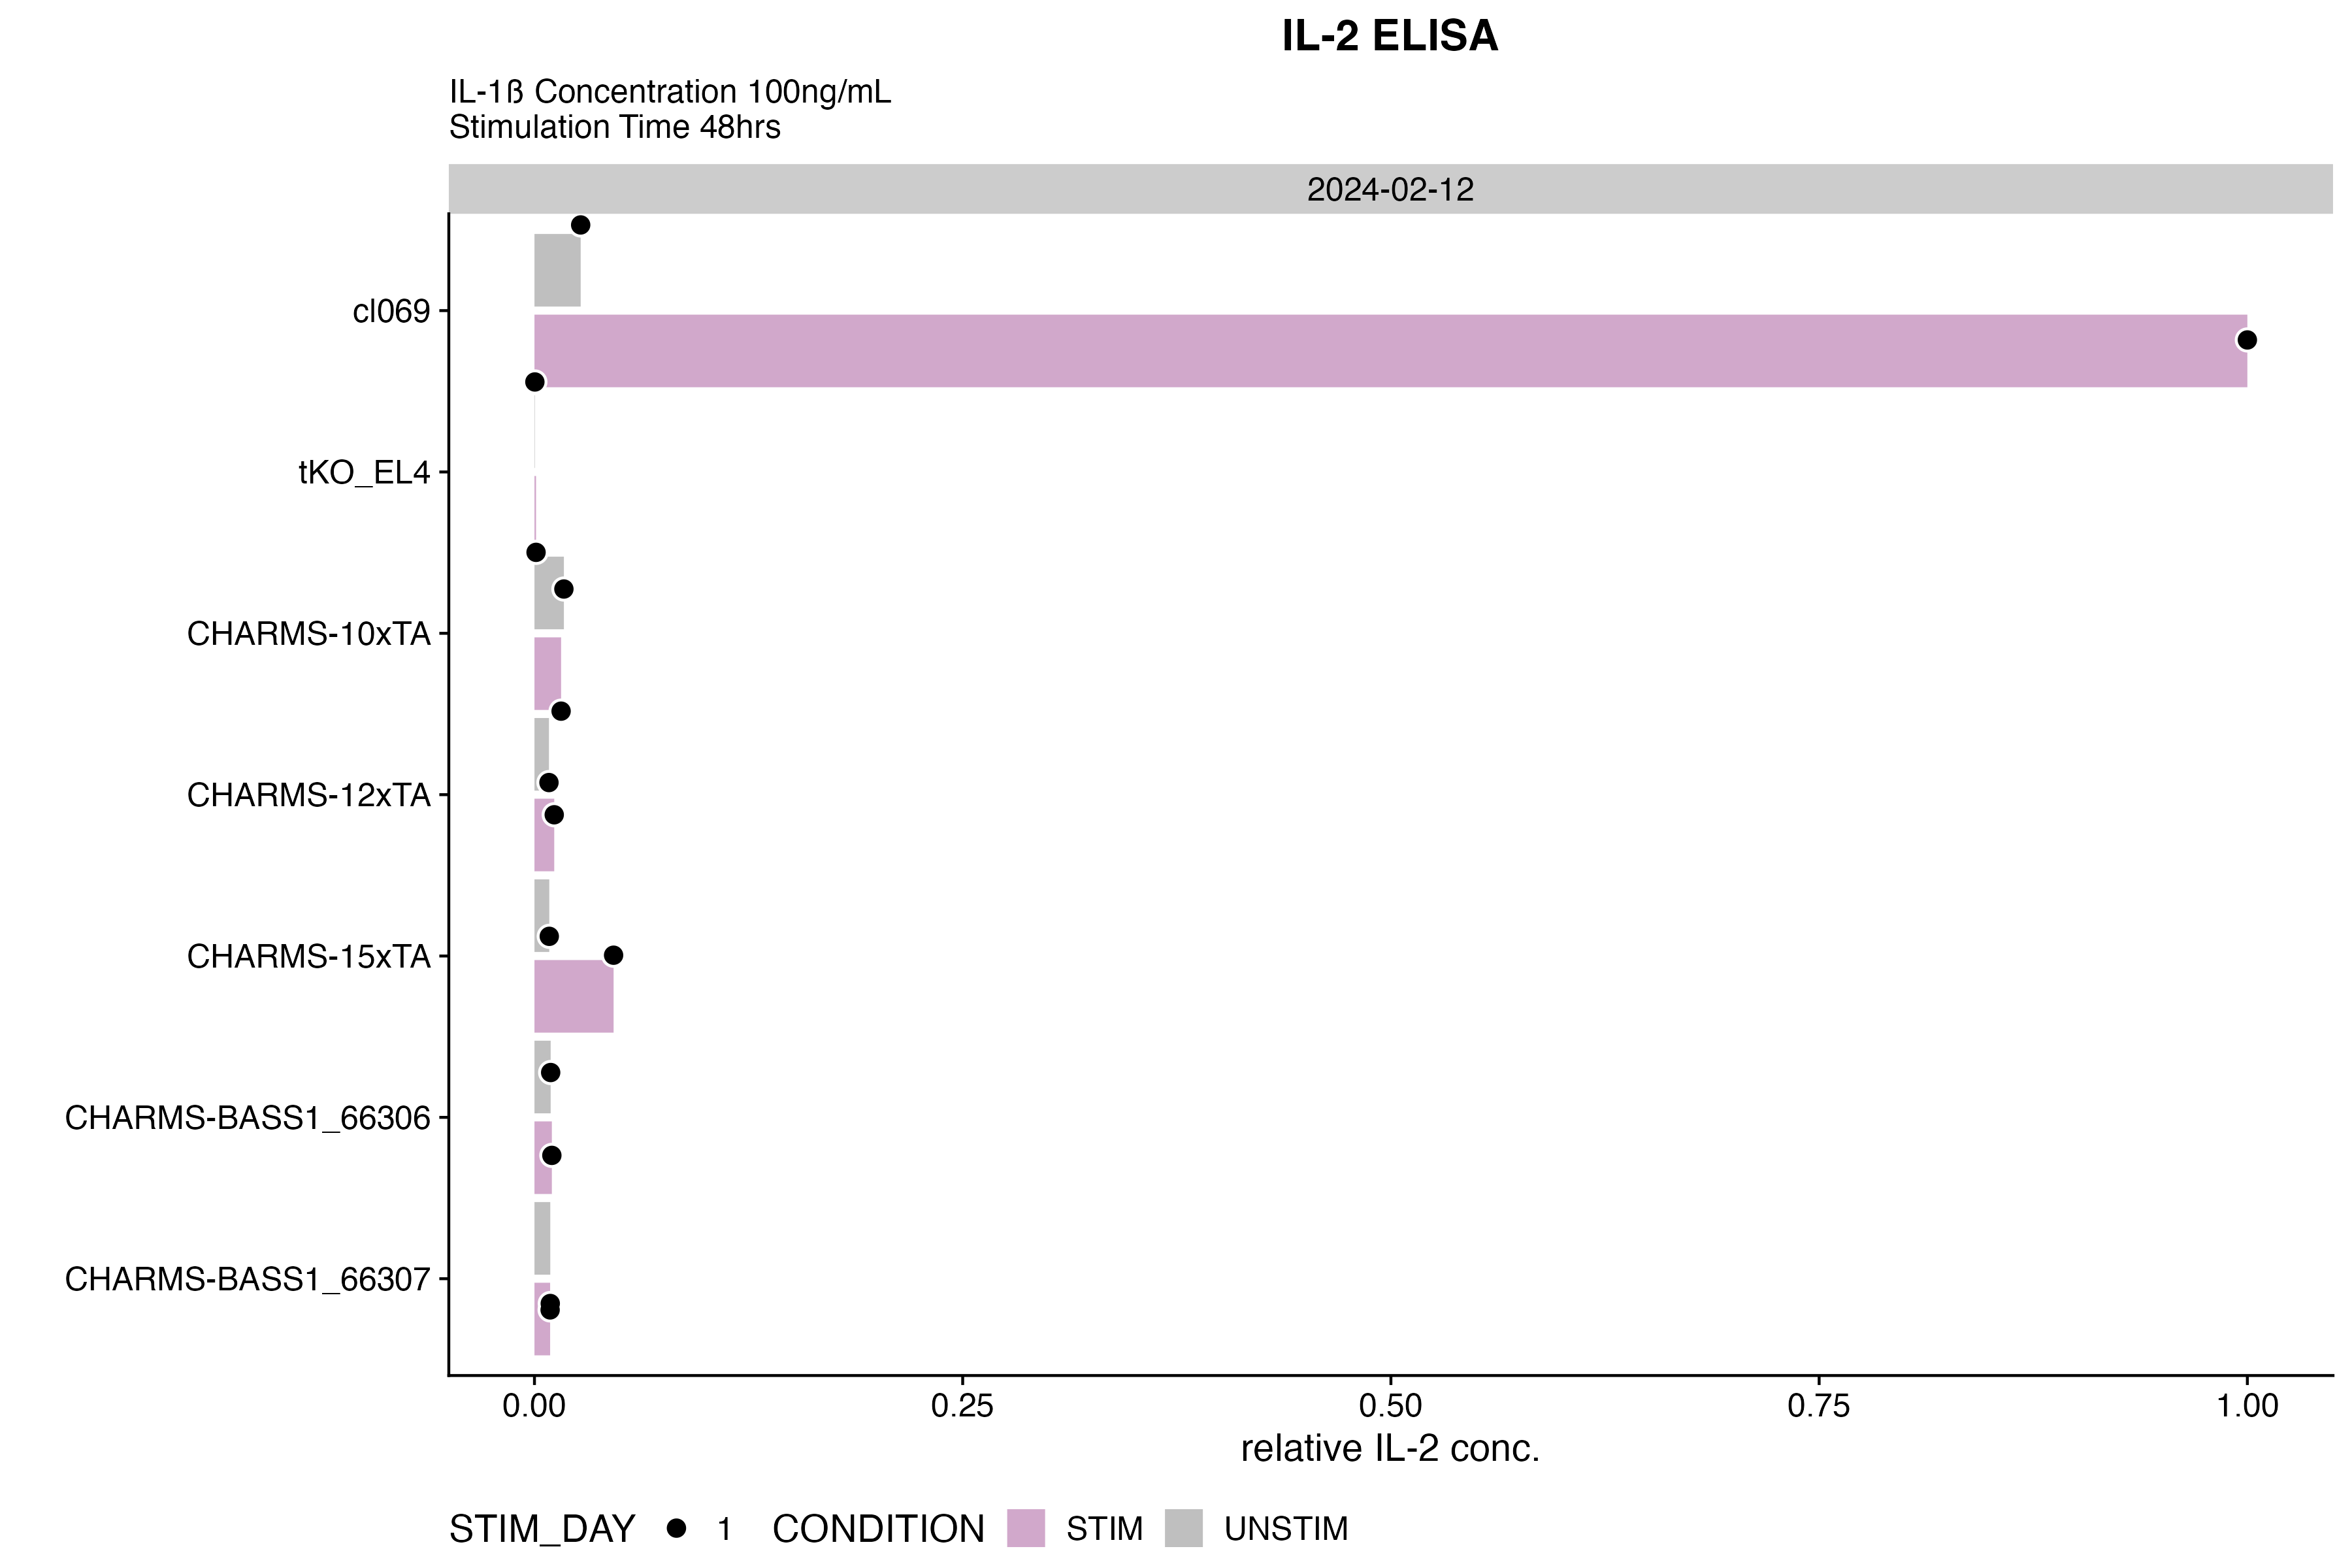 IL-2 ELISA
IL-1ß Concentration 100ng/mL
Stimulation Time 48hrs
2024-02-12
cl069
tKO_EL4
CHARMS-10xTA
CHARMS-12xTA
CHARMS-15xTA
CHARMS-BASS1_66306
CHARMS-BASS1_66307
0.00 0.25 0.50 0.75 1.00
relative IL-2 conc.
STIM_DAY 1 CONDITION STIM UNSTIM